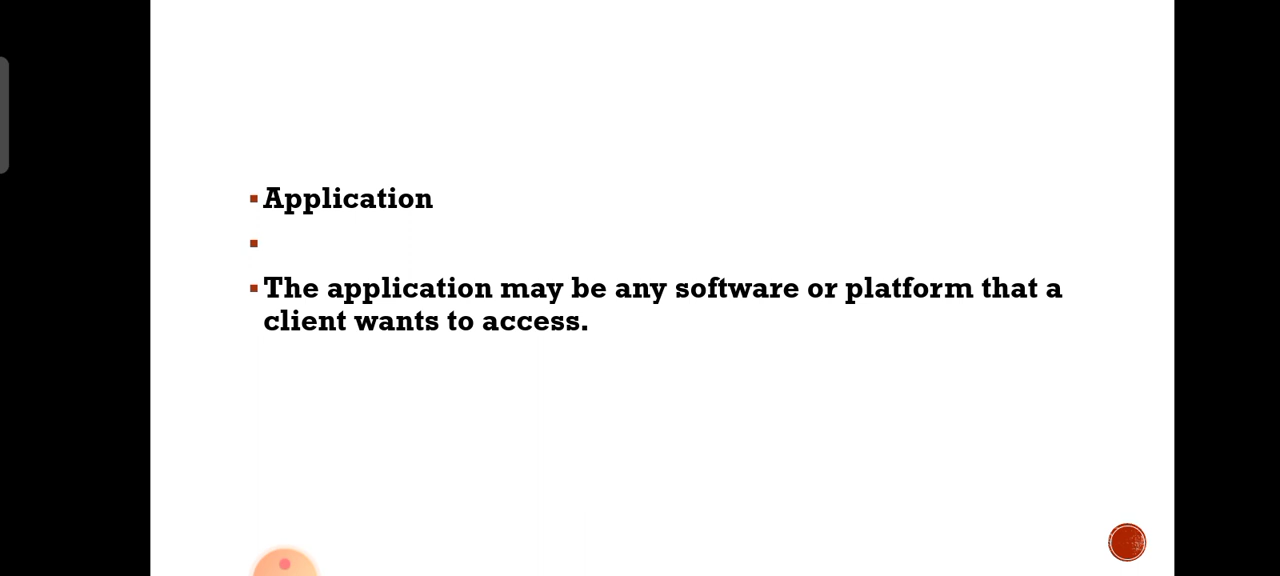 Application
The application may be any software or platform that a
client wants to access.